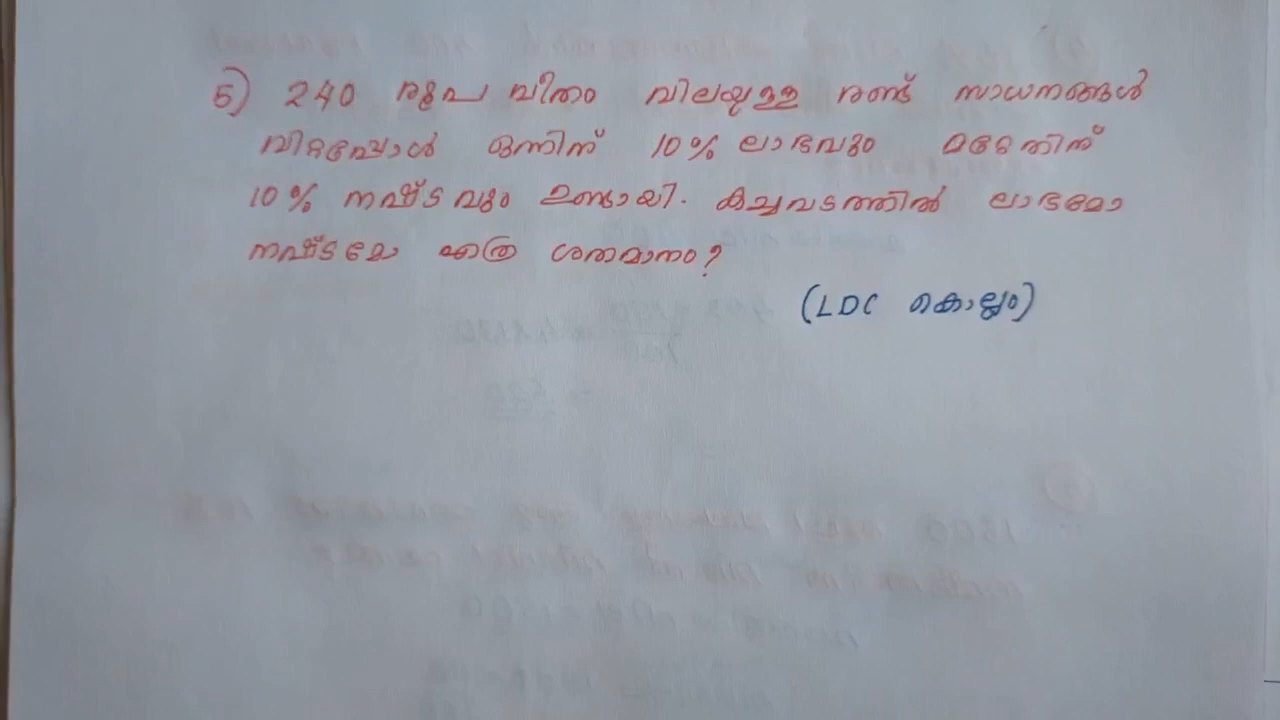 5) 240 രൂപ വീതം വിലയുള്ള രണ്ട് സാധനങ്ങൾ
വിറ്റപ്പോൾ ഒന്നിന് 10% ലാഭവും മറ്റേതിന്
10% നഷ്ടവും ഉണ്ടായി. കച്ചവടത്തിൽ ലാഭമോ
നഷ്ടമോ എത്ര ശതമാനം?
(LDC കൊല്ലം)